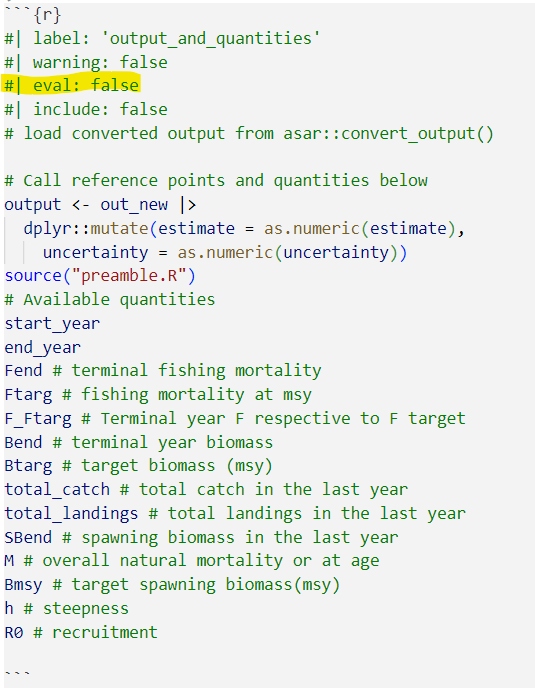 ```{r}
#| label: 'output_and_quantities'
#| warning: false
#| eval: false
#| include: false
# load converted output from asar::convert_output()

# Call reference points and quantities below
output <- out_new |>
  dplyr::mutate(estimate = as.numeric(estimate),
    uncertainty = as.numeric(uncertainty))
source("preamble.R")
# Available quantities
start_year
end_year
Fend # terminal fishing mortality
Ftarg # fishing mortality at msy
F_Ftarg # Terminal year F respective to F target
Bend # terminal year biomass
Btarg # target biomass (msy)
total_catch # total catch in the last year
total_landings # total landings in the last year
SBend # spawning biomass in the last year
M # overall natural mortality or at age
Bmsy # target spawning biomass(msy)
h # steepness
R0 # recruitment

```